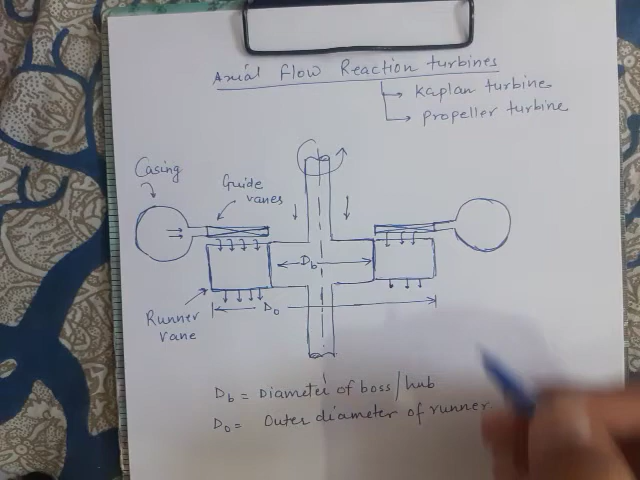 Axial Flow Reaction turbines
Kaplan turbine
propeller turbine
Casing
Guide
vanes
Db
Do
Runner
vane
Db = Diameter of boss/hub
Do = Outer diameter of runner.